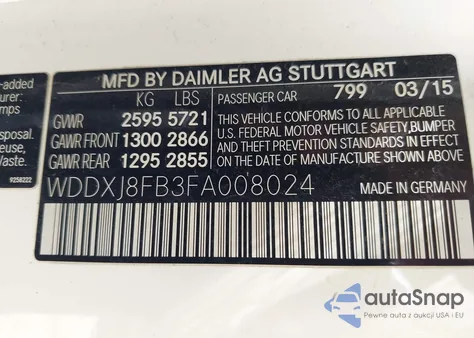 -added
urer:
mps
sposal.
euse,
Waste.
9258222
MFD BY DAIMLER AG STUTTGART
KG LBS
GVWR 2595 5721
GAWR FRONT 1300 2866
GAWR REAR 1295 2855
PASSENGER CAR 799 03/15
THIS VEHICLE CONFORMS TO ALL APPLICABLE
U.S. FEDERAL MOTOR VEHICLE SAFETY,BUMPER
AND THEFT PREVENTION STANDARDS IN EFFECT
ON THE DATE OF MANUFACTURE SHOWN ABOVE.
WDDXJ8FB3FA008024
MADE IN GERMANY
autaSnap
Pewne auta z aukcji USA i EU